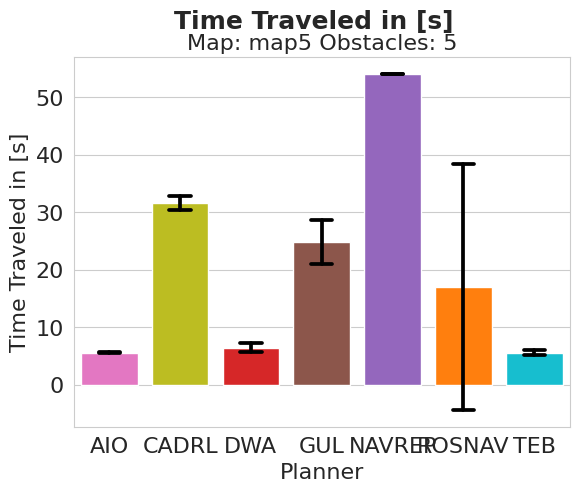 Time Traveled in [s]
Map: map5 Obstacles: 5
Time Traveled in [s]
50
40
30
20
10
0
AIO CADRL DWA GUL NAVREP ROSNAV TEB
Planner